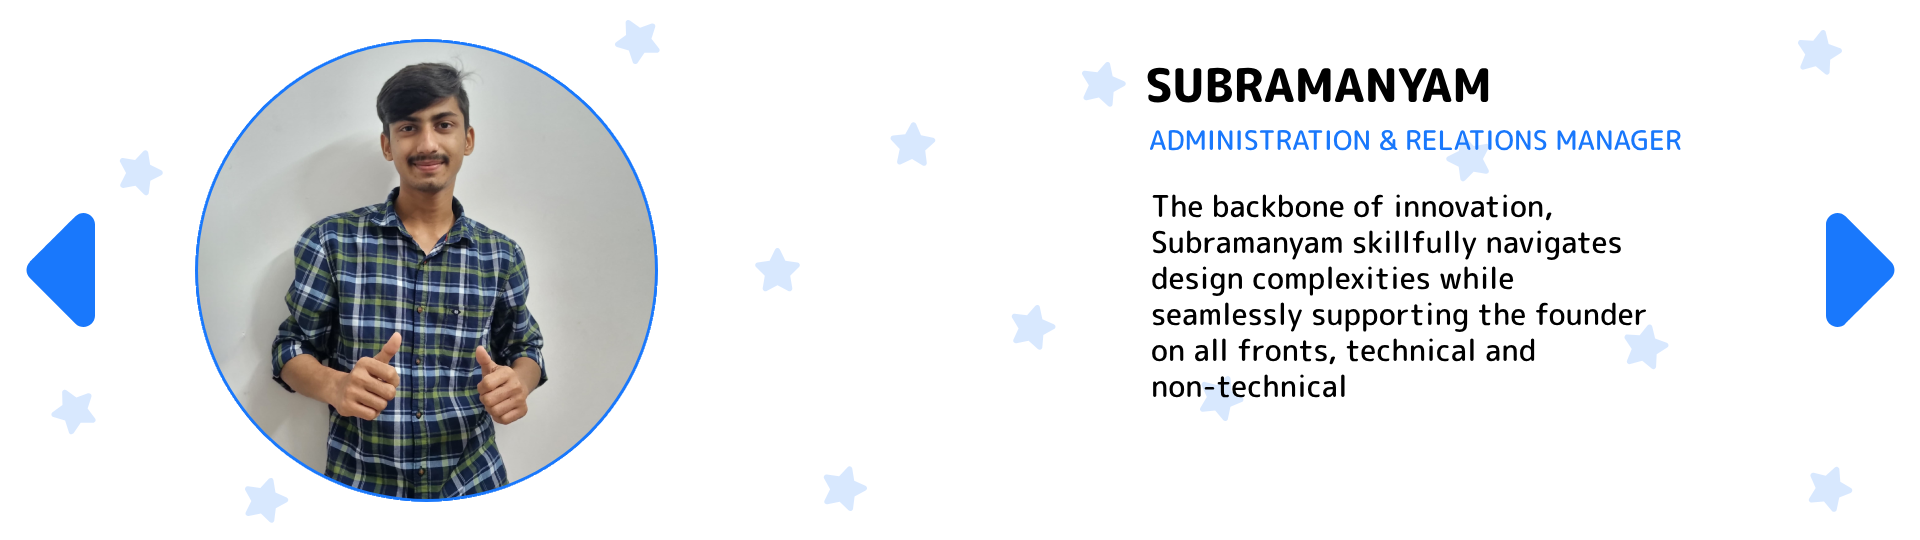 SUBRAMANYAM
ADMINISTRATION & RELATIONS MANAGER
The backbone of innovation,
Subramanyam skillfully navigates
design complexities while
seamlessly supporting the founder
on all fronts, technical and
non-technical